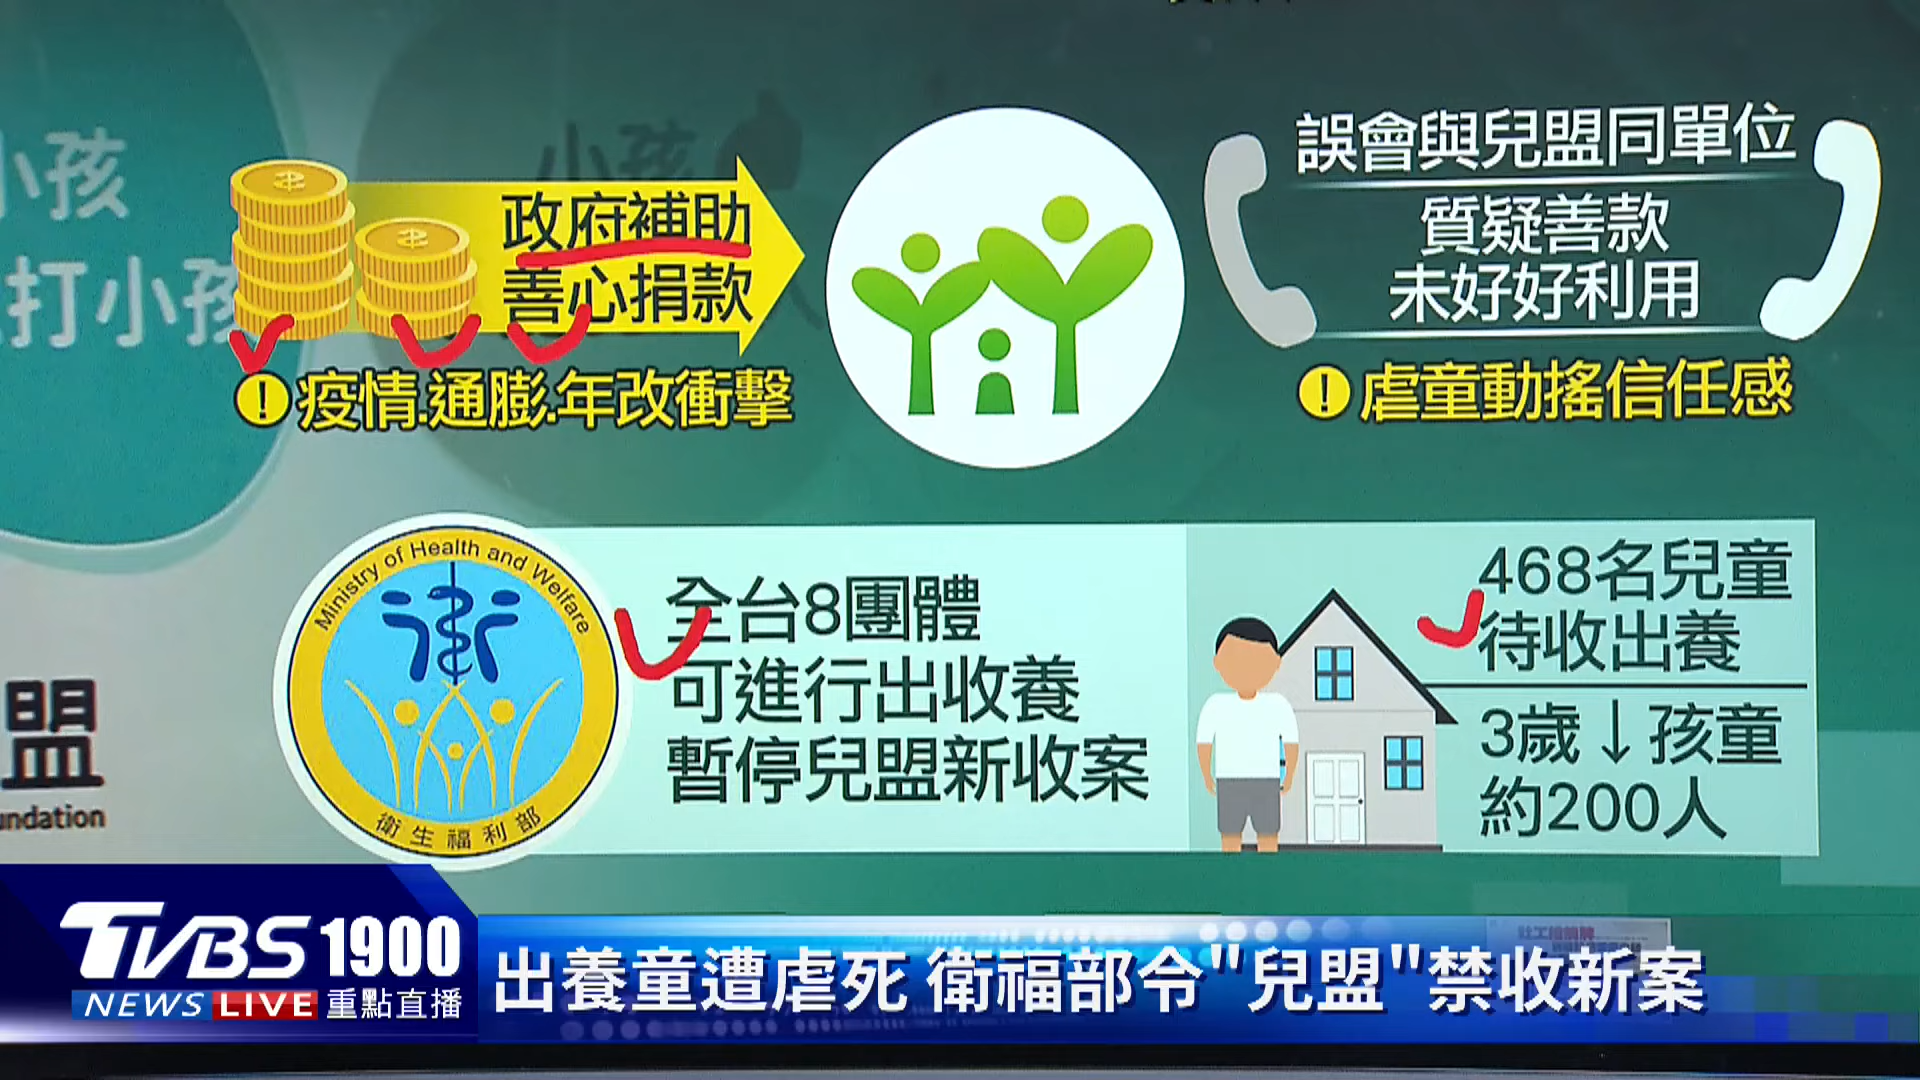 小孩
小孩
打小孩
政府補助
善心捐款
!疫情.通膨.年改衝擊
誤會與兒盟同單位
質疑善款
未好好利用
!虐童動搖信任感
Ministry of Health and Welfare
衛生福利部
全台8團體
可進行出收養
暫停兒盟新收案
468名兒童
待收出養
3歲↓孩童
約200人
盟
undation
TVBS 1900
NEWS LIVE 重點直播
出養童遭虐死 衛福部令"兒盟"禁收新案